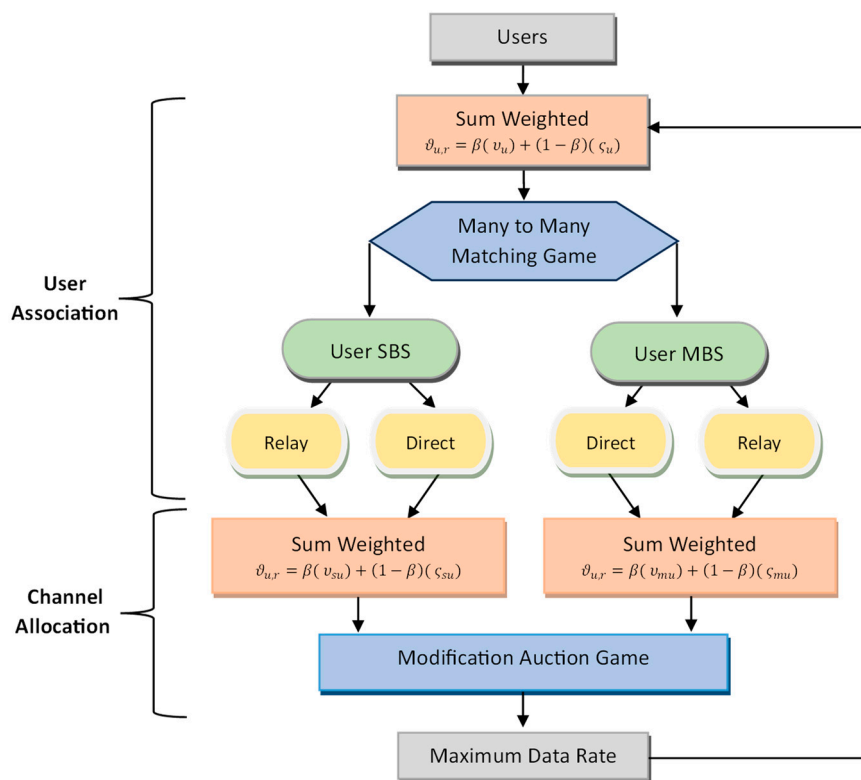 Users
Sum Weighted
𝜗ᵤ,ᵣ = β( υᵤ) + (1 − β)( ςᵤ)
Many to Many
Matching Game
User
Association
User SBS
User MBS
Relay
Direct
Direct
Relay
Sum Weighted
𝜗ᵤ,ᵣ = β( υₛᵤ) + (1 − β)( ςₛᵤ)
Sum Weighted
𝜗ᵤ,ᵣ = β( υₘᵤ) + (1 − β)( ςₘᵤ)
Channel
Allocation
Modification Auction Game
Maximum Data Rate